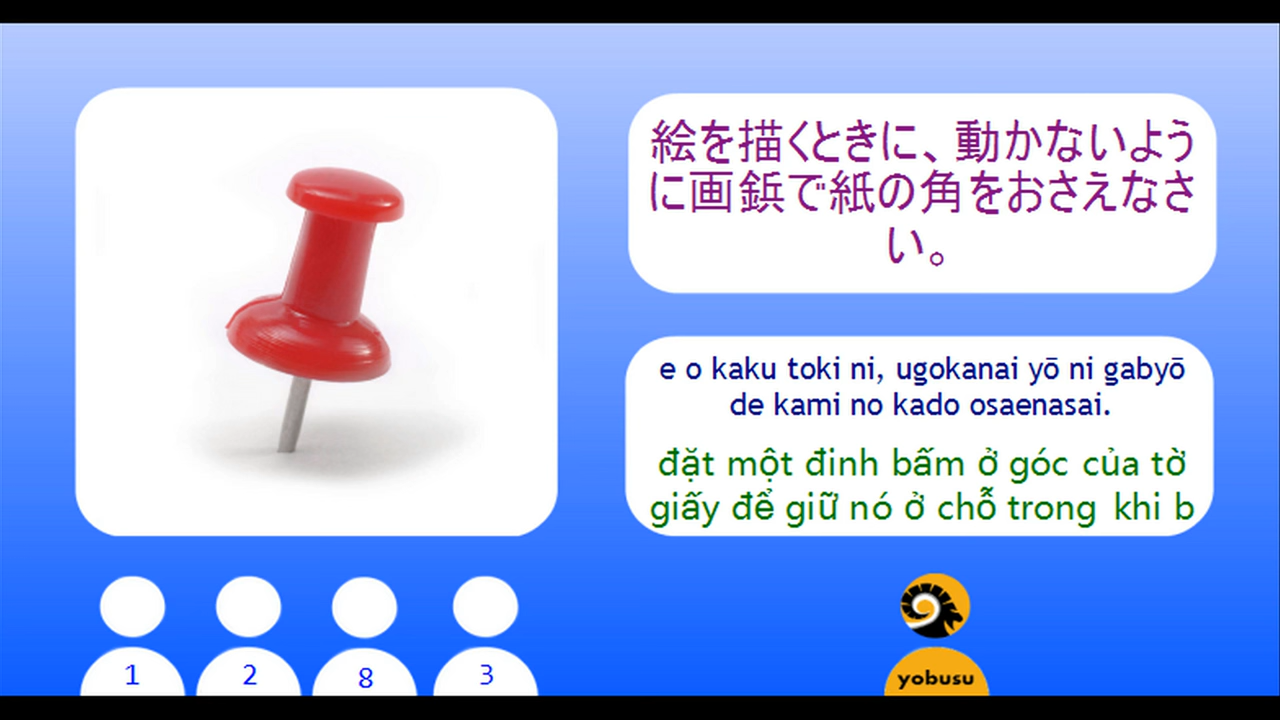 絵を描くときに、動かないよう
に画鋲で紙の角をおさえなさ
い。
e o kaku toki ni, ugokanai yō ni gabyō
de kami no kado osaenasai.
đặt một đinh bấm ở góc của tờ
giấy để giữ nó ở chỗ trong khi b
1 2 8 3
yobusu